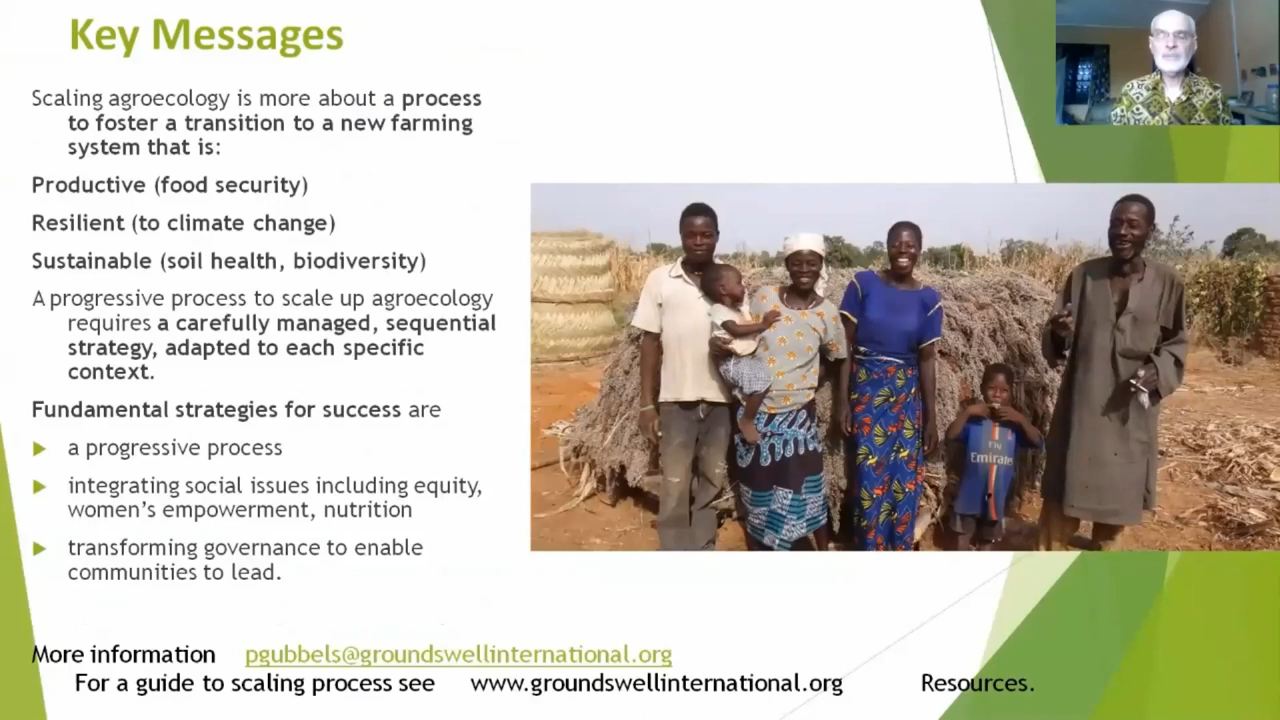 Key Messages
Scaling agroecology is more about a process
to foster a transition to a new farming
system that is:
Productive (food security)
Resilient (to climate change)
Sustainable (soil health, biodiversity)
A progressive process to scale up agroecology
requires a carefully managed, sequential
strategy, adapted to each specific
context.
Fundamental strategies for success are
a progressive process
integrating social issues including equity,
women's empowerment, nutrition
transforming governance to enable
communities to lead.
Fly
Emirates
More information pgubbels@groundswellinternational.org
For a guide to scaling process see www.groundswellinternational.org Resources.